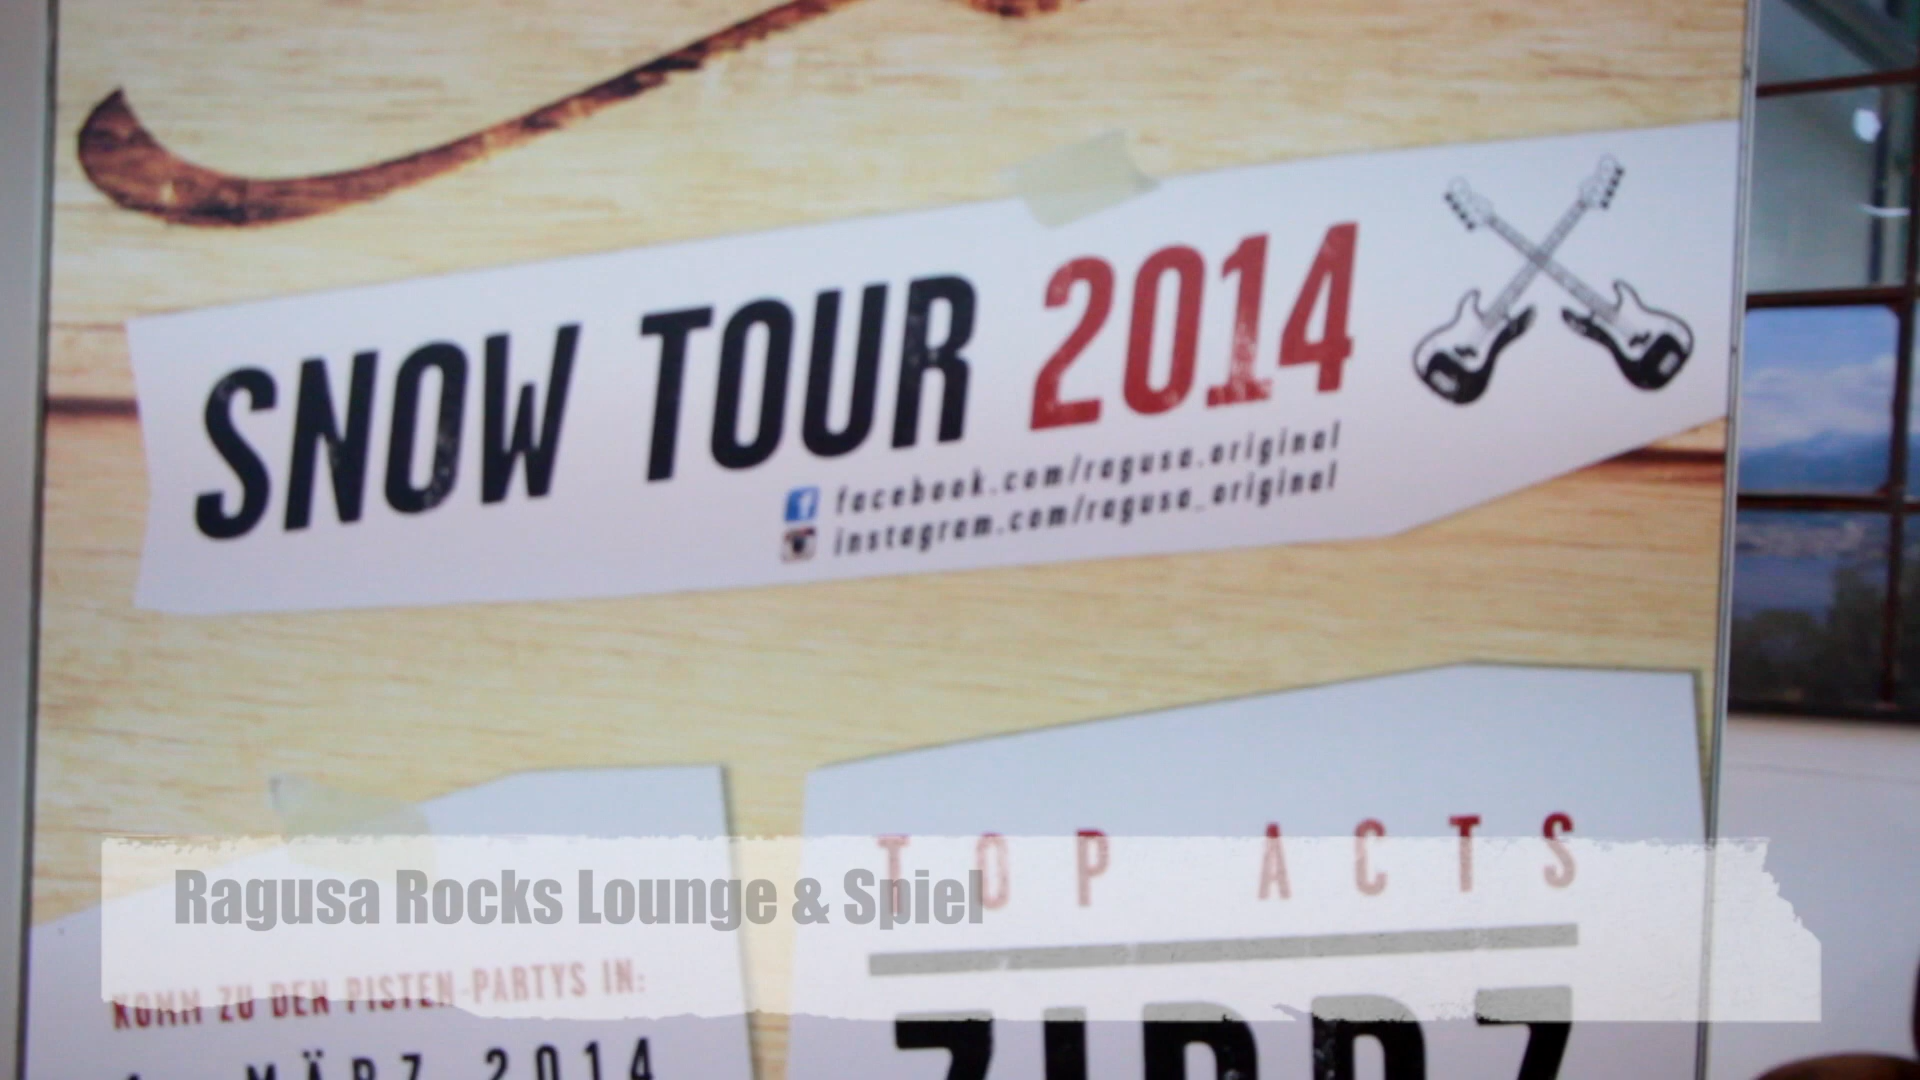 SNOW TOUR 2014
facebook.com/ragusa.original
instagram.com/ragusa_original
TOP ACTS
Ragusa Rocks Lounge & Spiel
KOMM ZU DEN PISTEN-PARTYS IN:
MÄRZ 2014